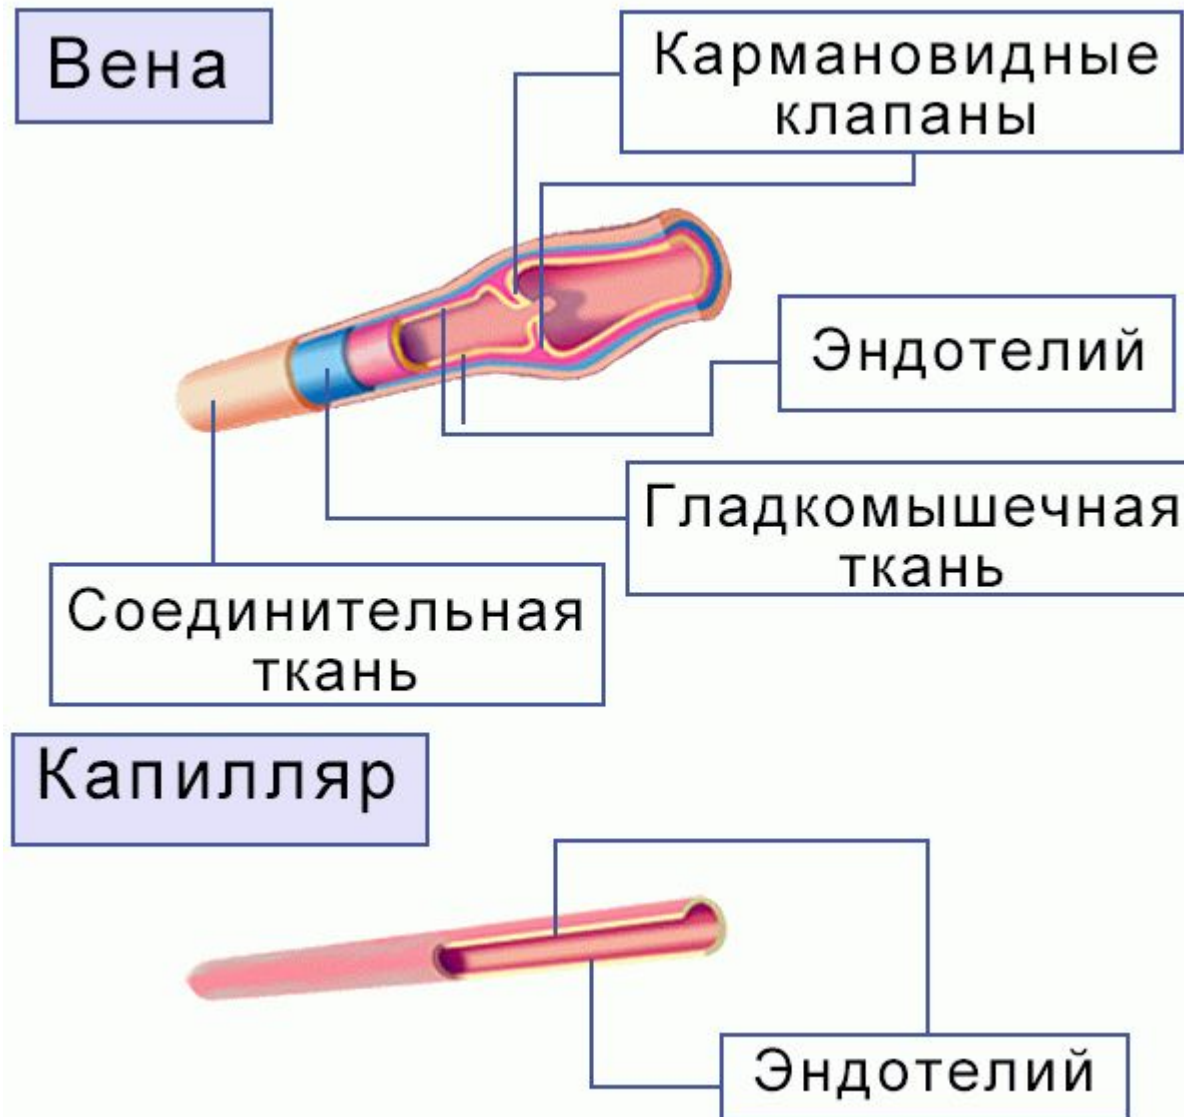 Вена
Кармановидные
клапаны
Эндотелий
Гладкомышечная
ткань
Соединительная
ткань
Капилляр
Эндотелий